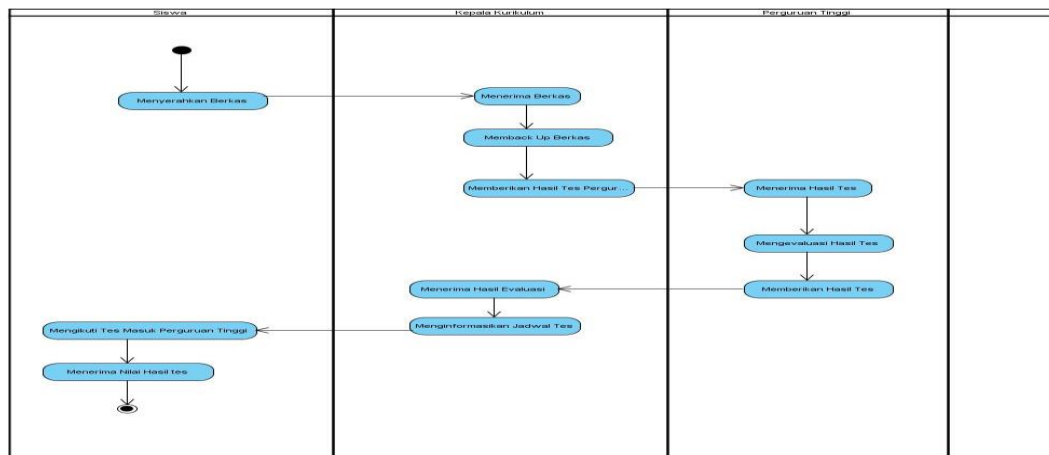 Siswa
Kepala Kurikulum
Perguruan Tinggi
Menyerahkan Berkas
Menerima Berkas
Memback Up Berkas
Memberikan Hasil Tes Pergur...
Menerima Hasil Tes
Mengevaluasi Hasil Tes
Memberikan Hasil Tes
Menerima Hasil Evaluasi
Menginformasikan Jadwal Tes
Mengikuti Tes Masuk Perguruan Tinggi
Menerima Nilai Hasil tes